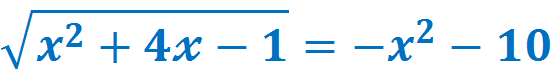 √(x² + 4x − 1) = −x² − 10